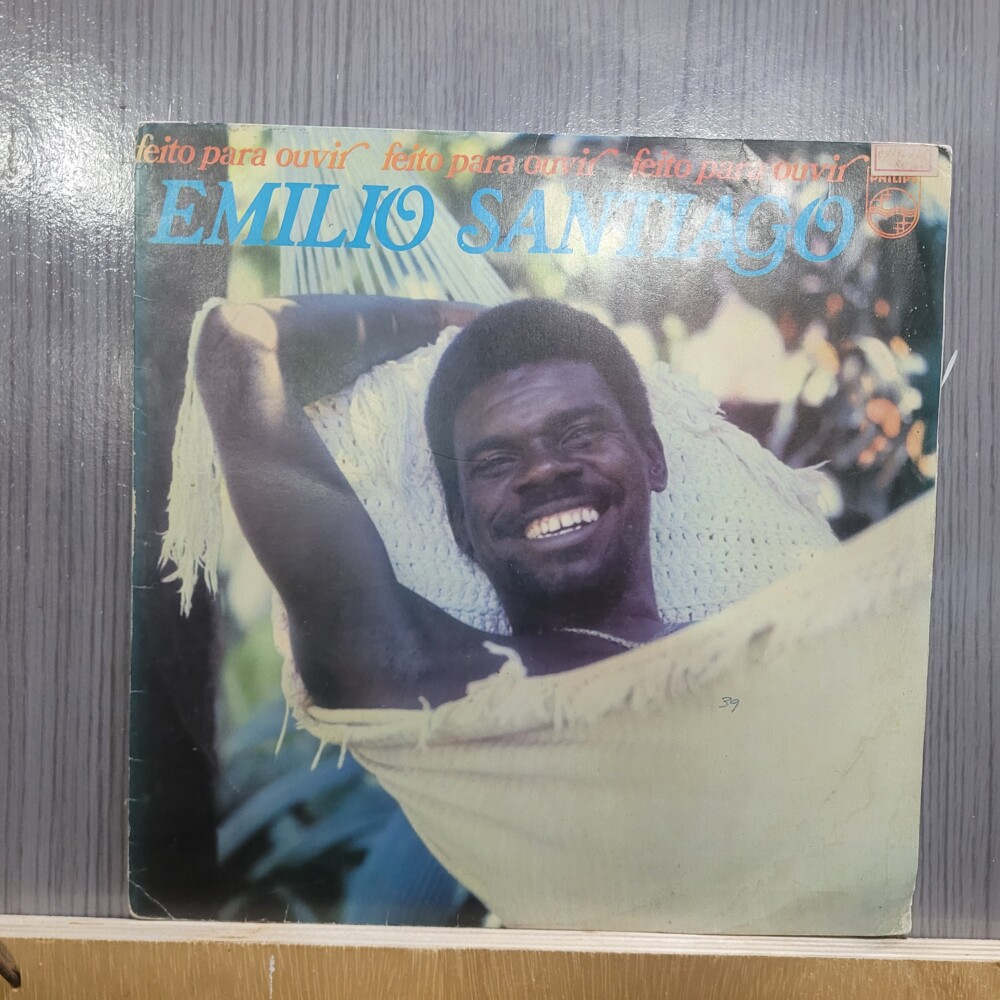 feito para ouvir feito para ouvir feito para ouvir
EMILIO SANTIAGO
PHILIPS
39